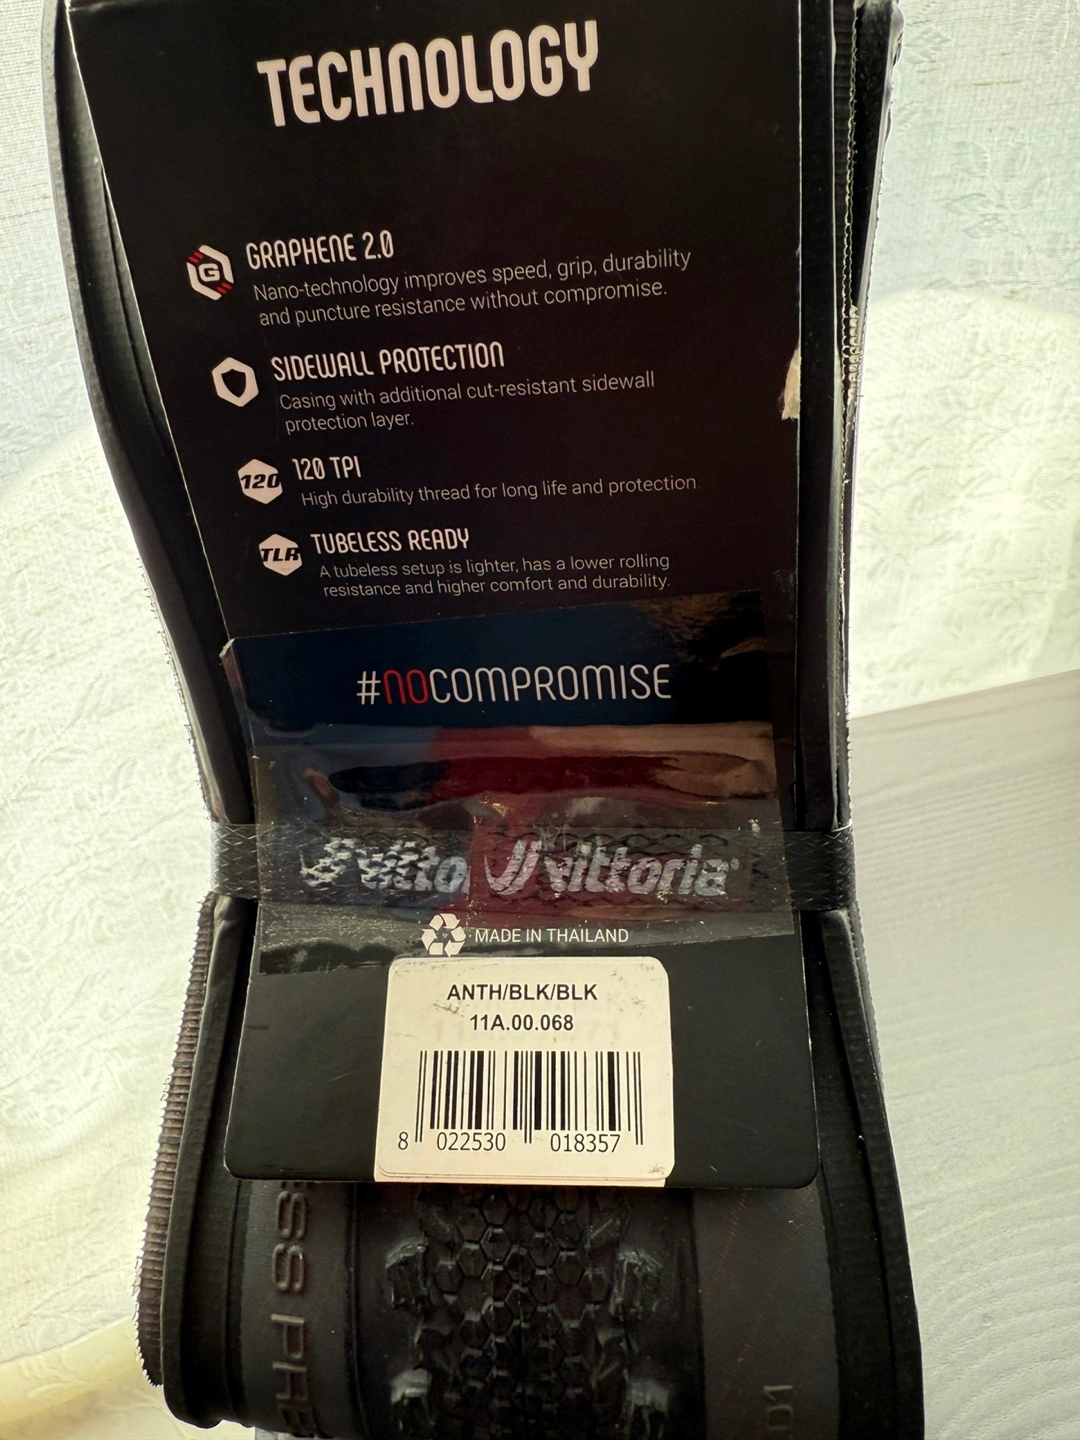 TECHNOLOGY
GRAPHENE 2.0
Nano-technology improves speed, grip, durability
and puncture resistance without compromise.
SIDEWALL PROTECTION
Casing with additional cut-resistant sidewall
protection layer.
120
120 TPI
High durability thread for long life and protection
TLR
TUBELESS READY
A tubeless setup is lighter, has a lower rolling
resistance and higher comfort and durability.
#NOCOMPROMISE
vitto vittoria
MADE IN THAILAND
ANTH/BLK/BLK
11A.00.068
8 022530 018357